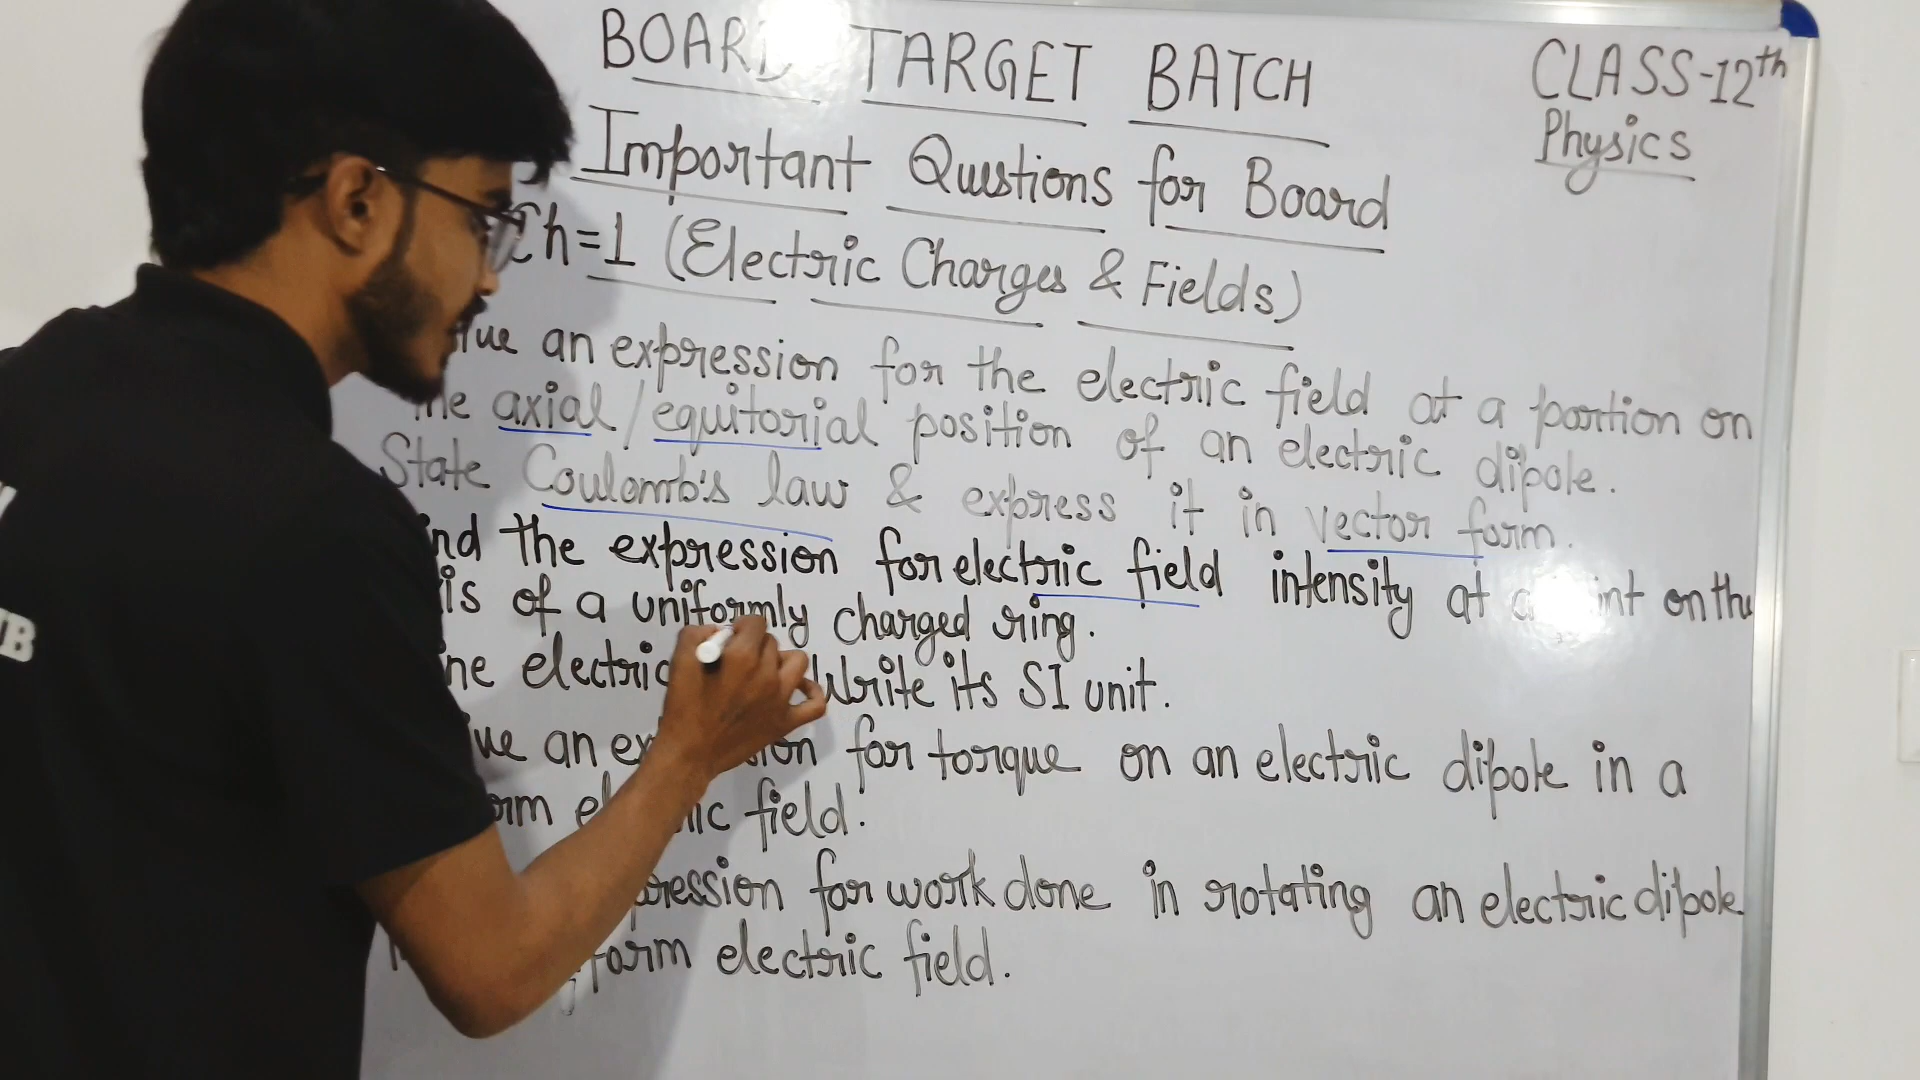 BOARD TARGET BATCH
CLASS-12th
Physics
Important Questions for Board
Ch=1 (Electric Charges & Fields)
an expression for the electric field at a portion on
axial/equitorial position of an electric dipole.
State Coulomb's law & express it in vector form.
the expression for electric field intensity at on the
of a uniformly charged ring.
electric Write its SI unit.
an for torque on an electric dipole in a
field.
for work done in rotating an electric dipole
electric field.
B